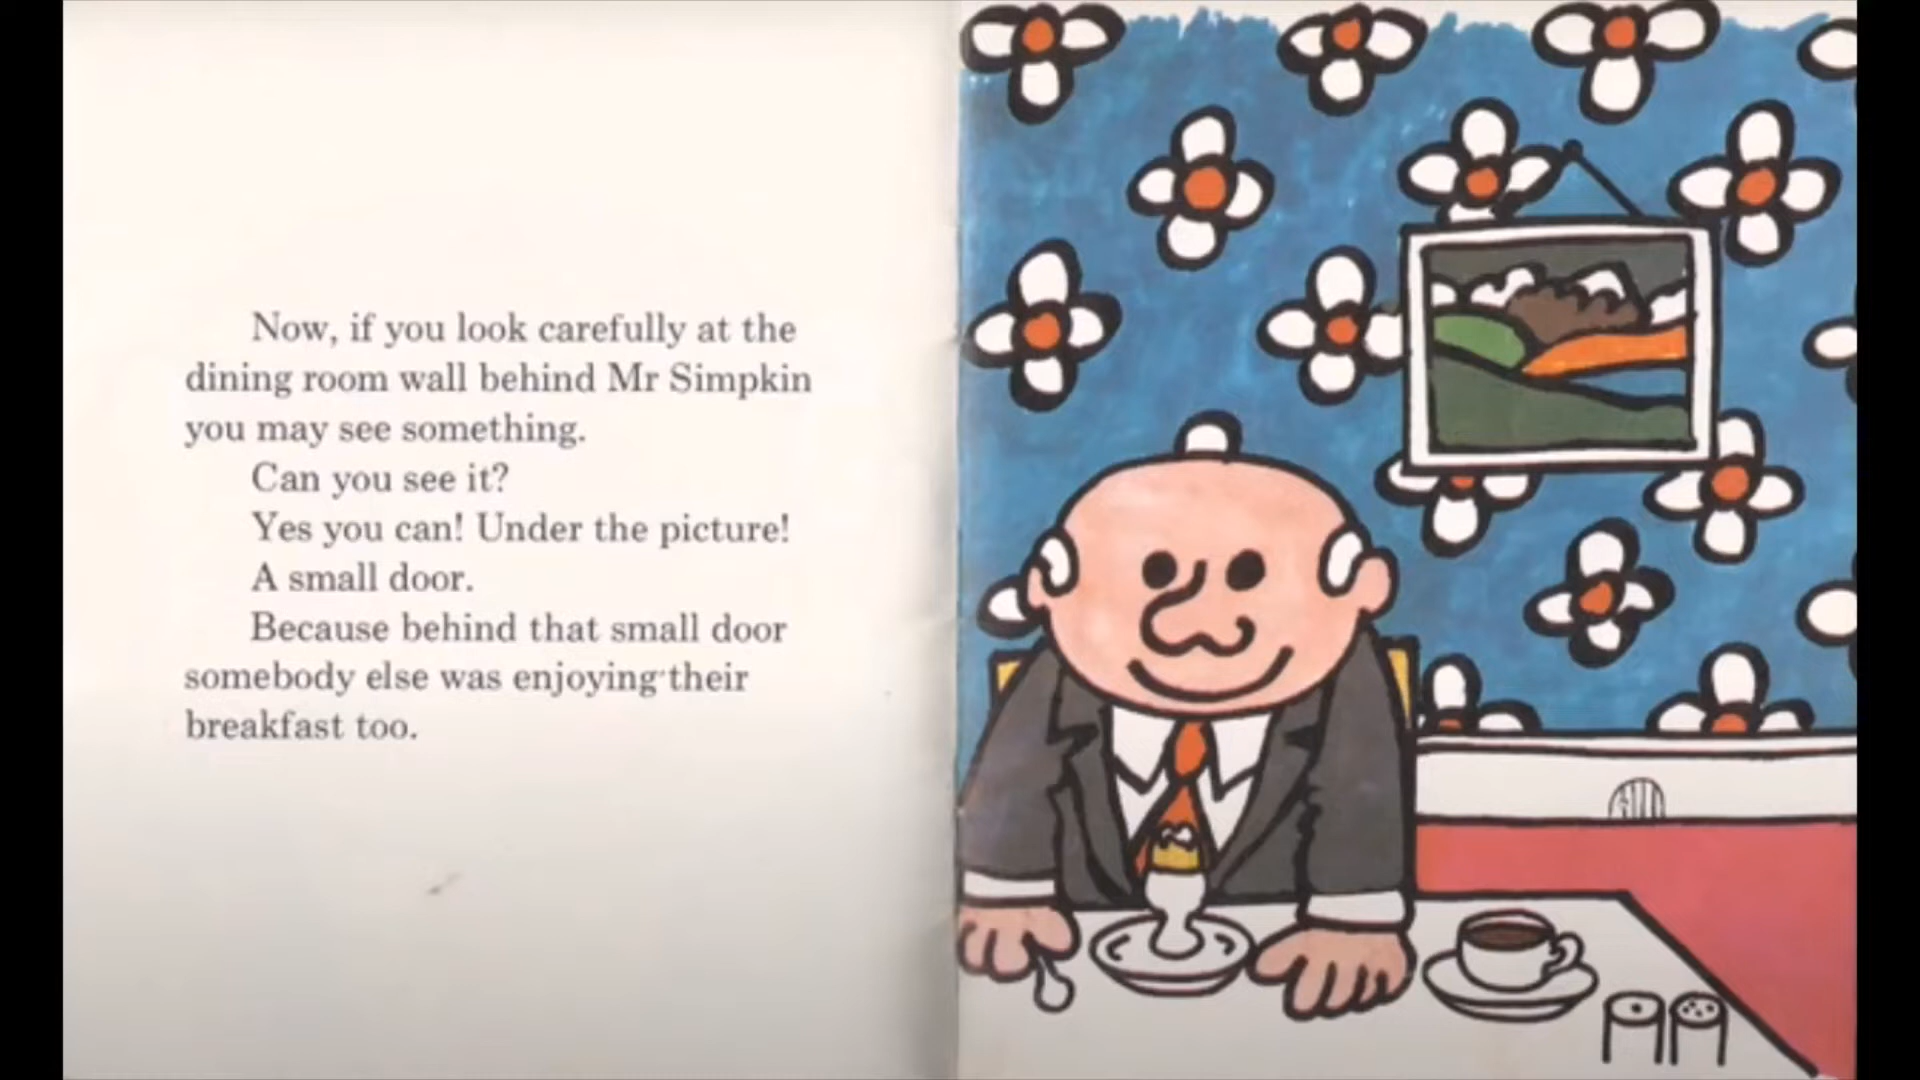 Now, if you look carefully at the
dining room wall behind Mr Simpkin
you may see something.
Can you see it?
Yes you can! Under the picture!
A small door.
Because behind that small door
somebody else was enjoying their
breakfast too.